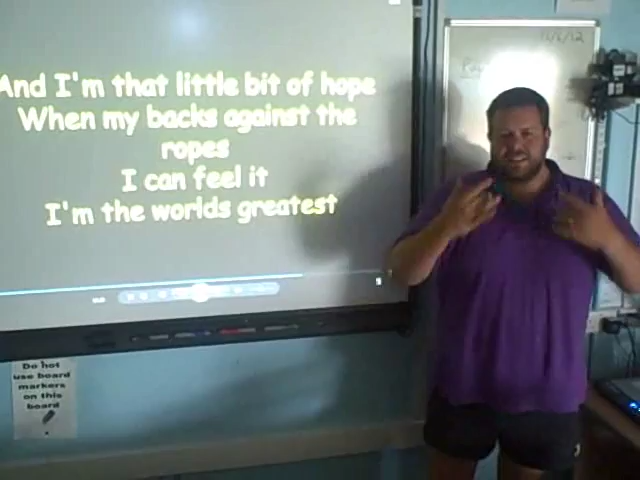 And I'm that little bit of hope
When my backs against the
ropes
I can feel it
I'm the worlds greatest
Do not
use board
markers
on this
board